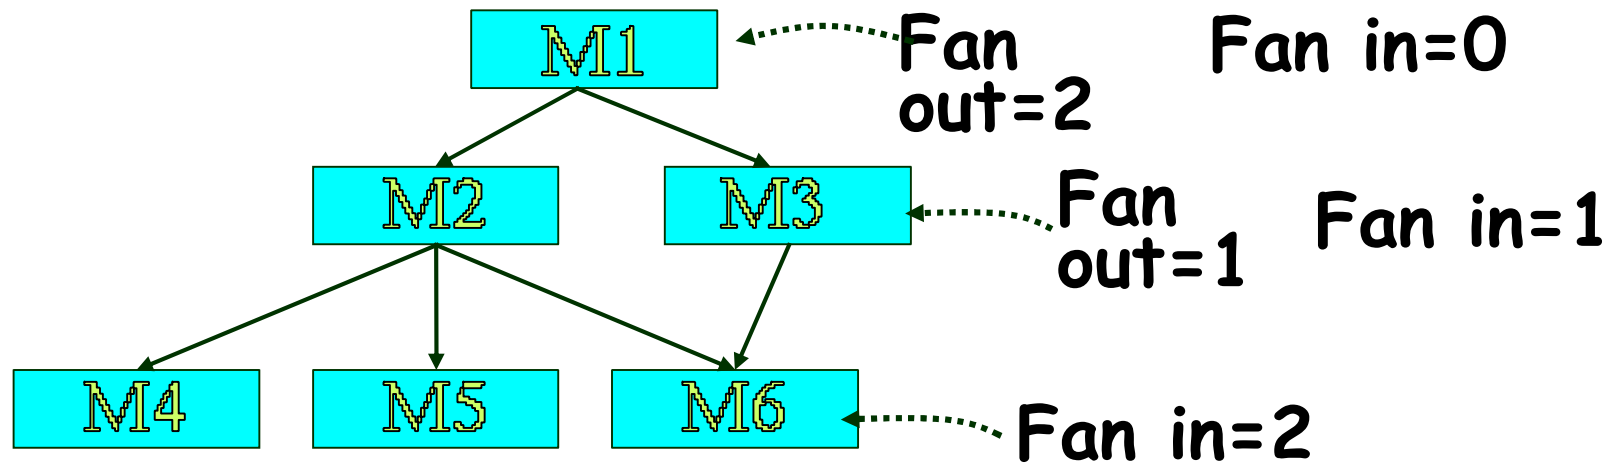 M1
Fan
out=2
Fan in=0
M2
M3
Fan
out=1
Fan in=1
M4
M5
M6
Fan in=2